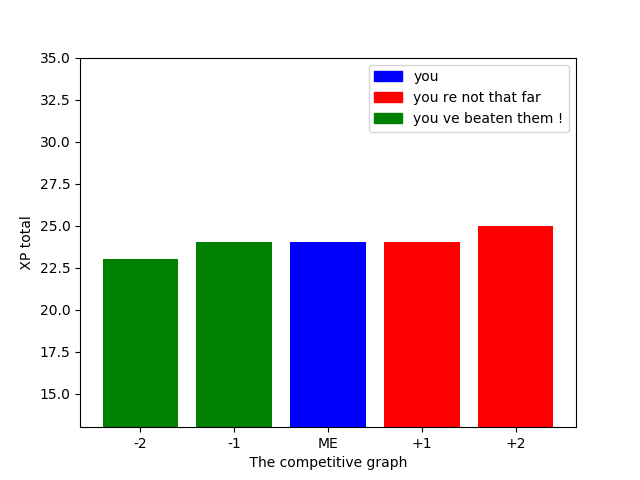 35.0
32.5
30.0
27.5
25.0
22.5
20.0
17.5
15.0
XP total
you
you re not that far
you ve beaten them !
-2 -1 ME +1 +2
The competitive graph